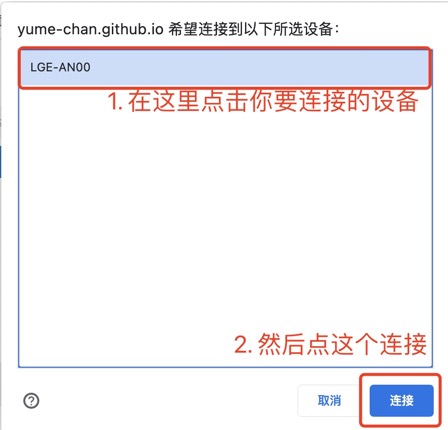 yume-chan.github.io 希望连接到以下所选设备：
LGE-AN00
1. 在这里点击你要连接的设备
2. 然后点这个连接
取消
连接